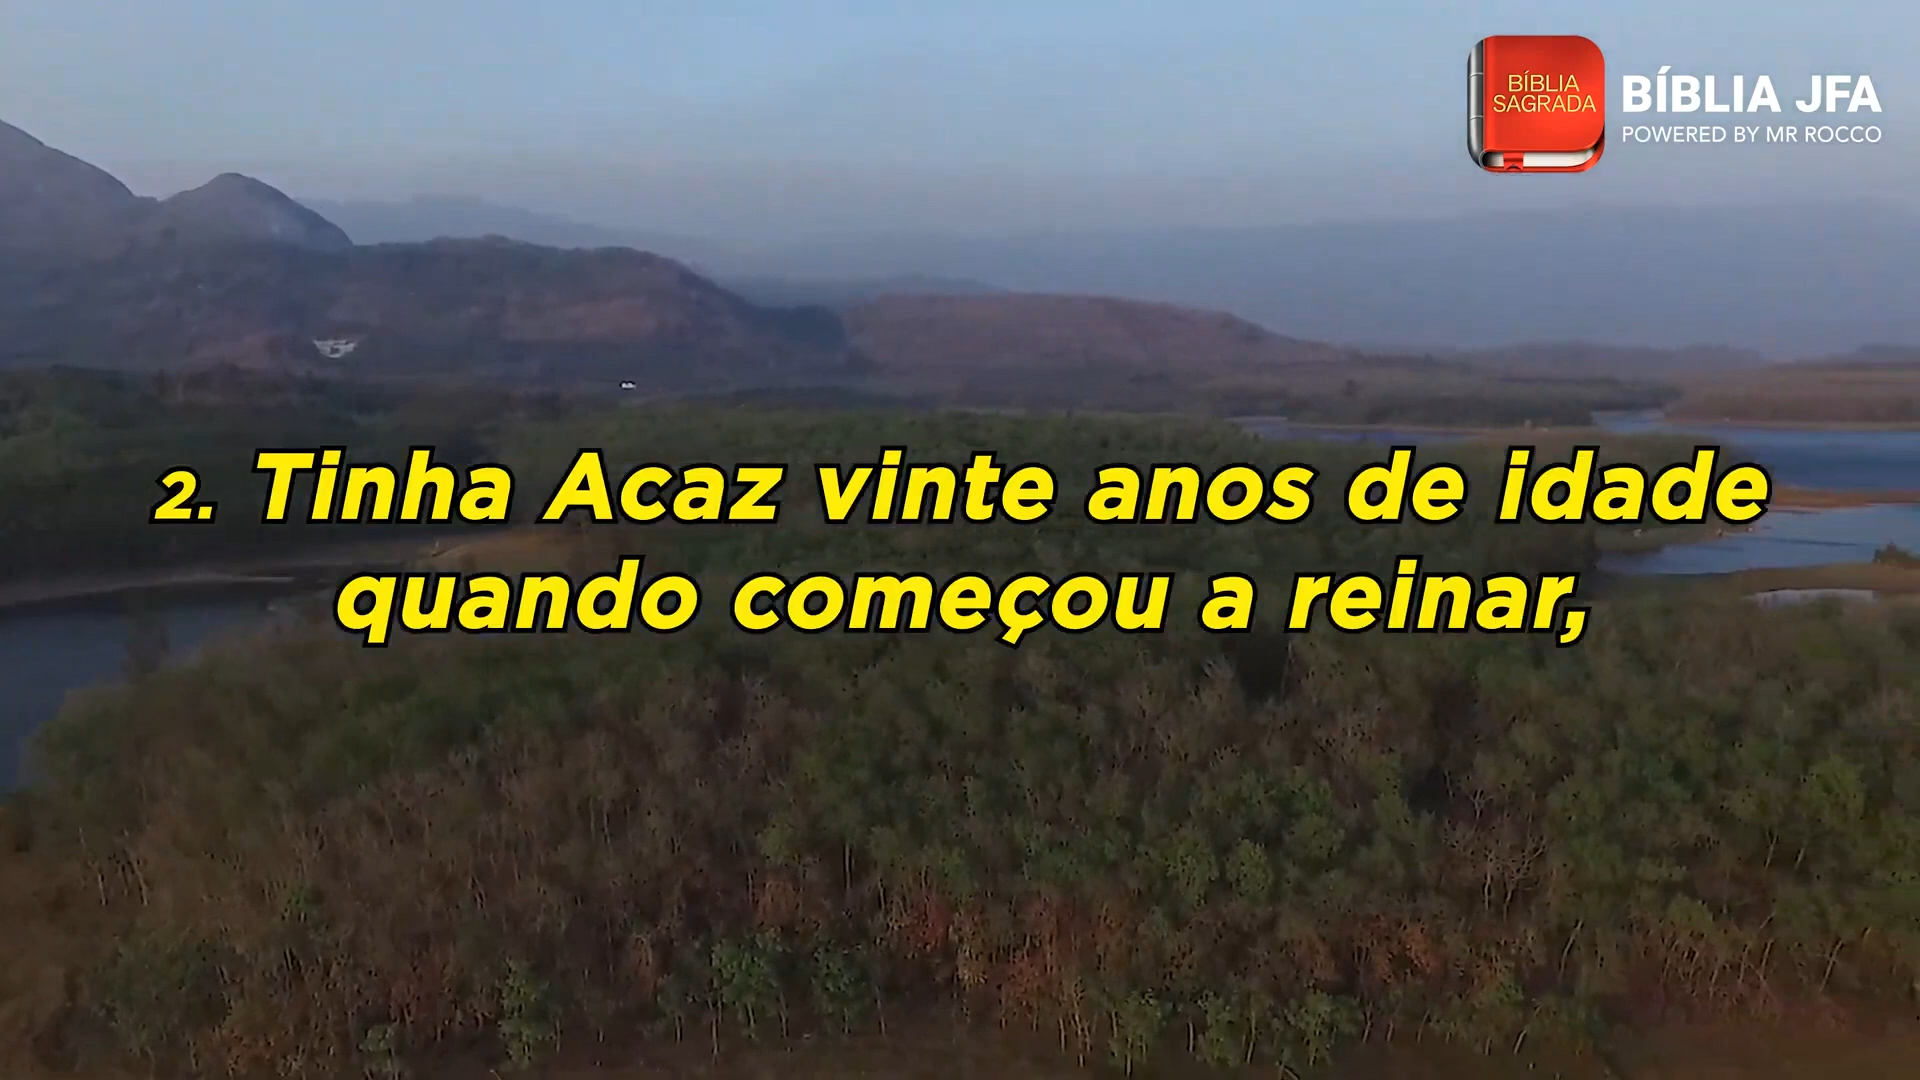 BÍBLIA
SAGRADA
BÍBLIA JFA
POWERED BY MR ROCCO
2. Tinha Acaz vinte anos de idade
quando começou a reinar,